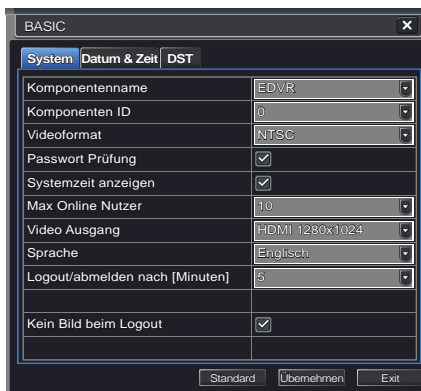 BASIC
System Datum & Zeit DST
Komponentenname EDVR
Komponenten ID 0
Videoformat NTSC
Passwort Prüfung
Systemzeit anzeigen
Max Online Nutzer 10
Video Ausgang HDMI 1280x1024
Sprache Englisch
Logout/abmelden nach [Minuten] 5
Kein Bild beim Logout
Standard Übernehmen Exit